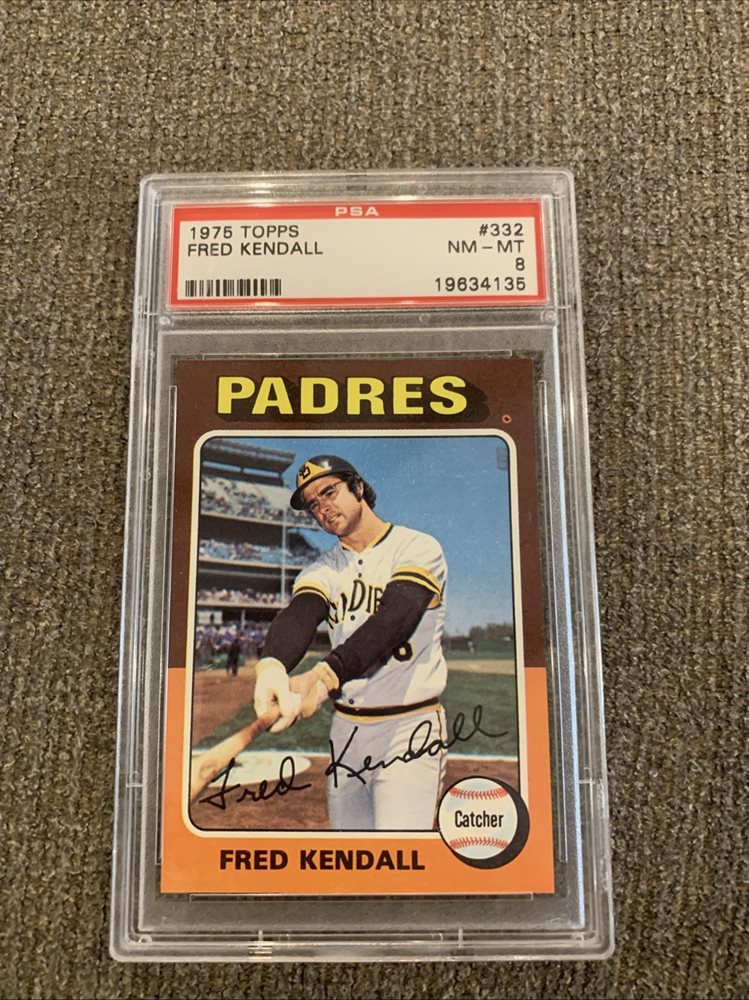 PSA
1975 TOPPS #332
FRED KENDALL NM-MT
8
19634135
PADRES
Fred Kendall
Catcher
FRED KENDALL